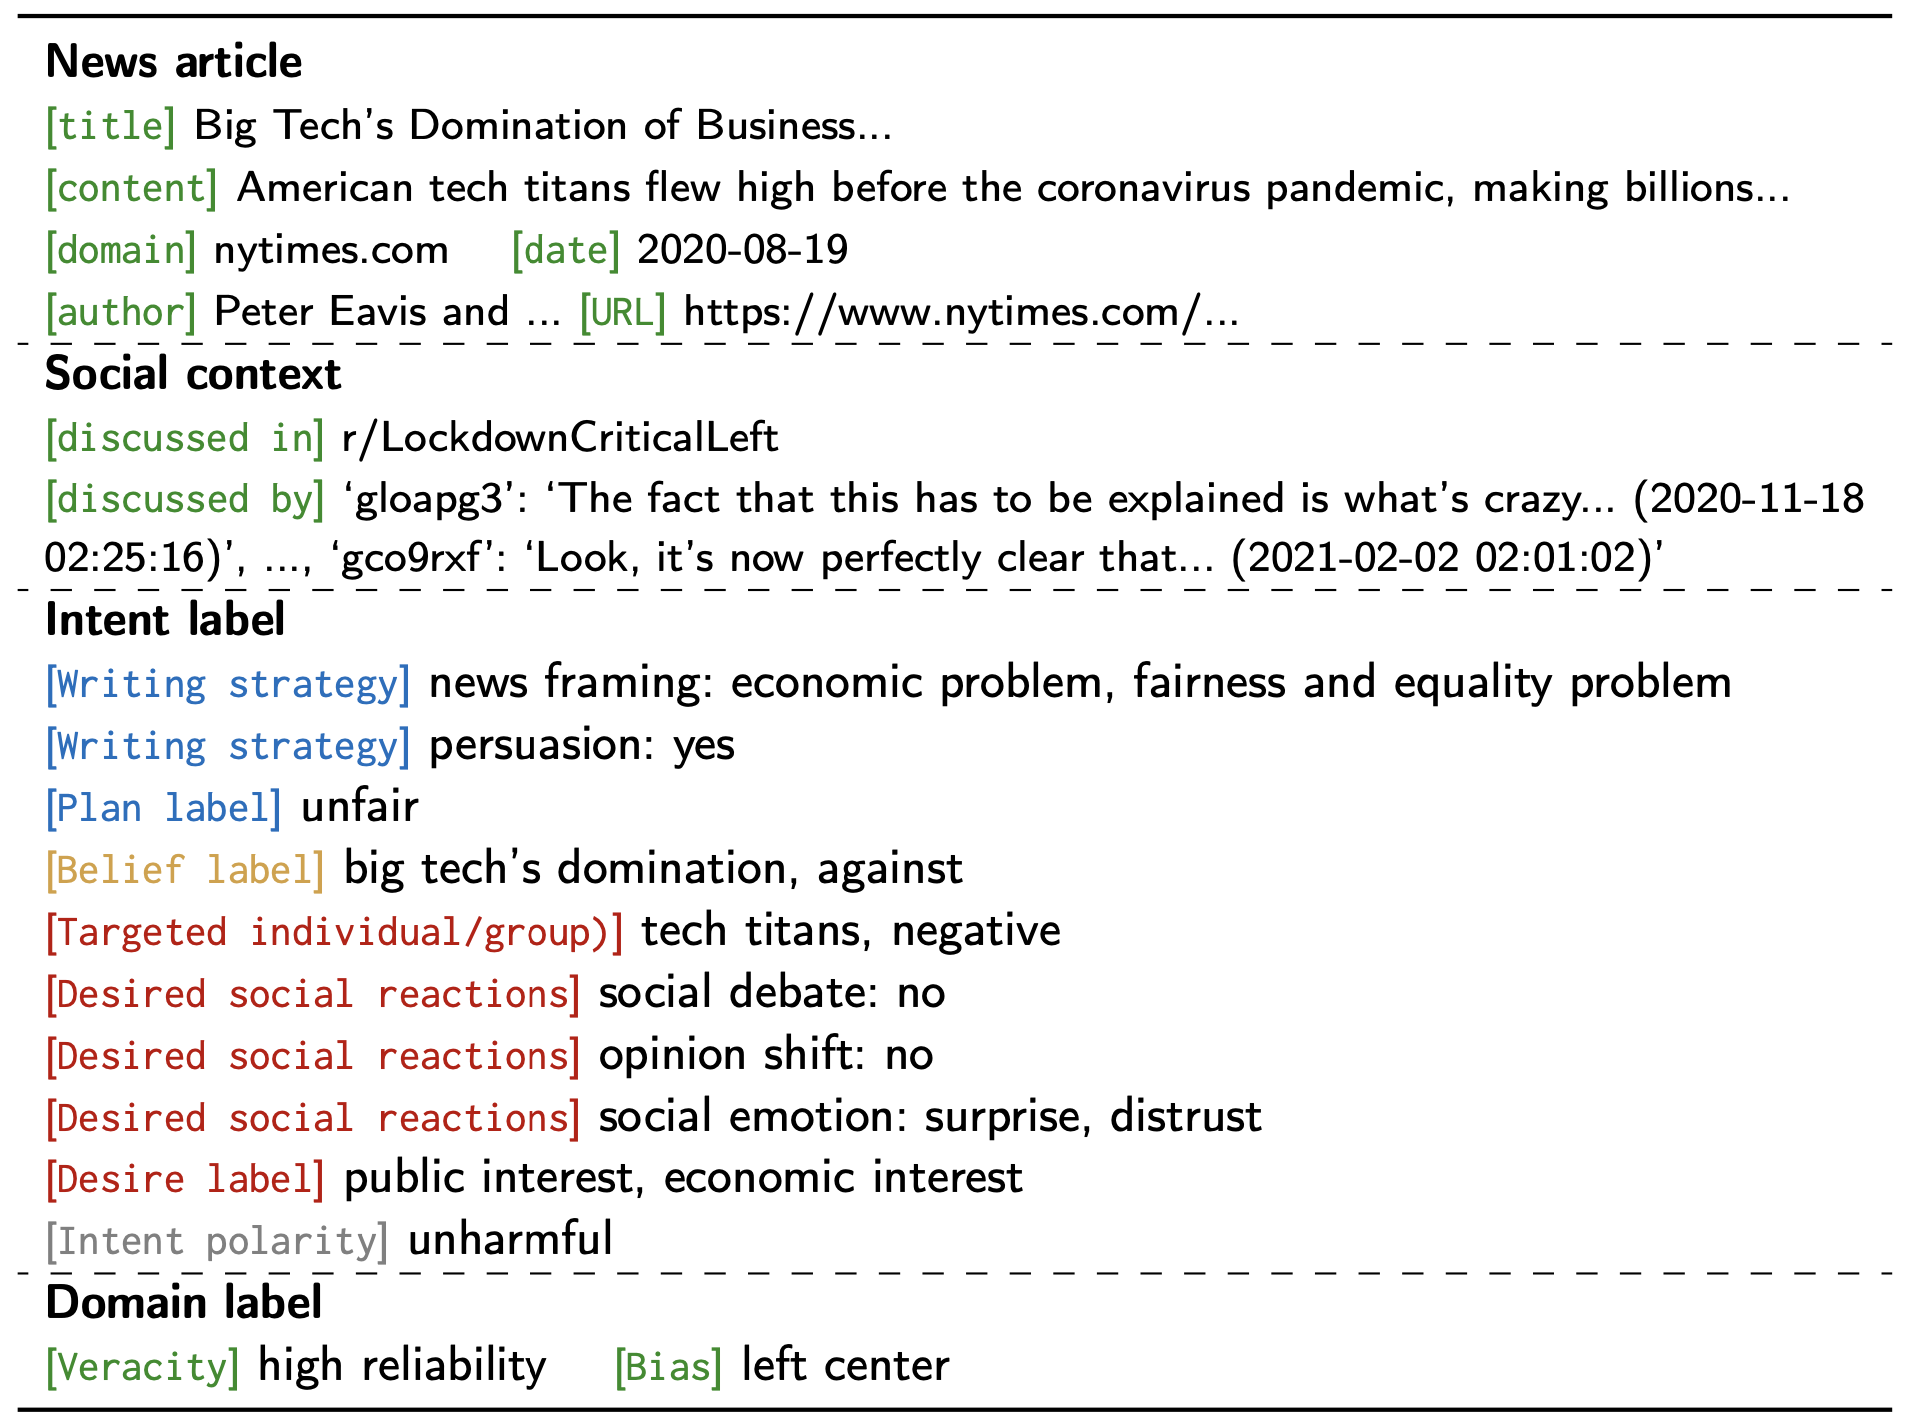 News article
[title] Big Tech's Domination of Business...
[content] American tech titans flew high before the coronavirus pandemic, making billions...
[domain] nytimes.com [date] 2020-08-19
[author] Peter Eavis and ... [URL] https://www.nytimes.com/...
Social context
[discussed in] r/LockdownCriticalLeft
[discussed by] ‘gloapg3’: ‘The fact that this has to be explained is what’s crazy... (2020-11-18
02:25:16)’, ..., ‘gco9rxf’: ‘Look, it’s now perfectly clear that... (2021-02-02 02:01:02)’
Intent label
[Writing strategy] news framing: economic problem, fairness and equality problem
[Writing strategy] persuasion: yes
[Plan label] unfair
[Belief label] big tech’s domination, against
[Targeted individual/group)] tech titans, negative
[Desired social reactions] social debate: no
[Desired social reactions] opinion shift: no
[Desired social reactions] social emotion: surprise, distrust
[Desire label] public interest, economic interest
[Intent polarity] unharmful
Domain label
[Veracity] high reliability [Bias] left center